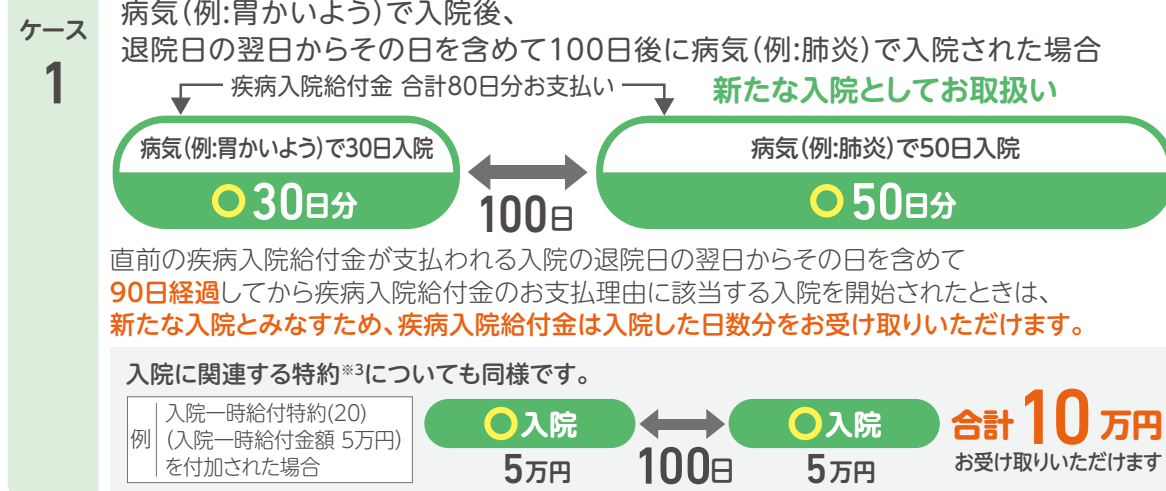 ケース
1
病気(例:胃かいよう)で入院後、
退院日の翌日からその日を含めて100日後に病気(例:肺炎)で入院された場合
疾病入院給付金 合計80日分お支払い
新たな入院としてお取扱い
病気(例:胃かいよう)で30日入院
病気(例:肺炎)で50日入院
30日分
100日
50日分
直前の疾病入院給付金が支払われる入院の退院日の翌日からその日を含めて
90日経過してから疾病入院給付金のお支払理由に該当する入院を開始されたときは、
新たな入院とみなすため、疾病入院給付金は入院した日数分をお受け取りいただけます。
入院に関連する特約※3についても同様です。
例
入院一時給付特約(20)
(入院一時給付金額 5万円)
を付加された場合
入院
5万円
100日
入院
5万円
合計10万円
お受け取りいただけます